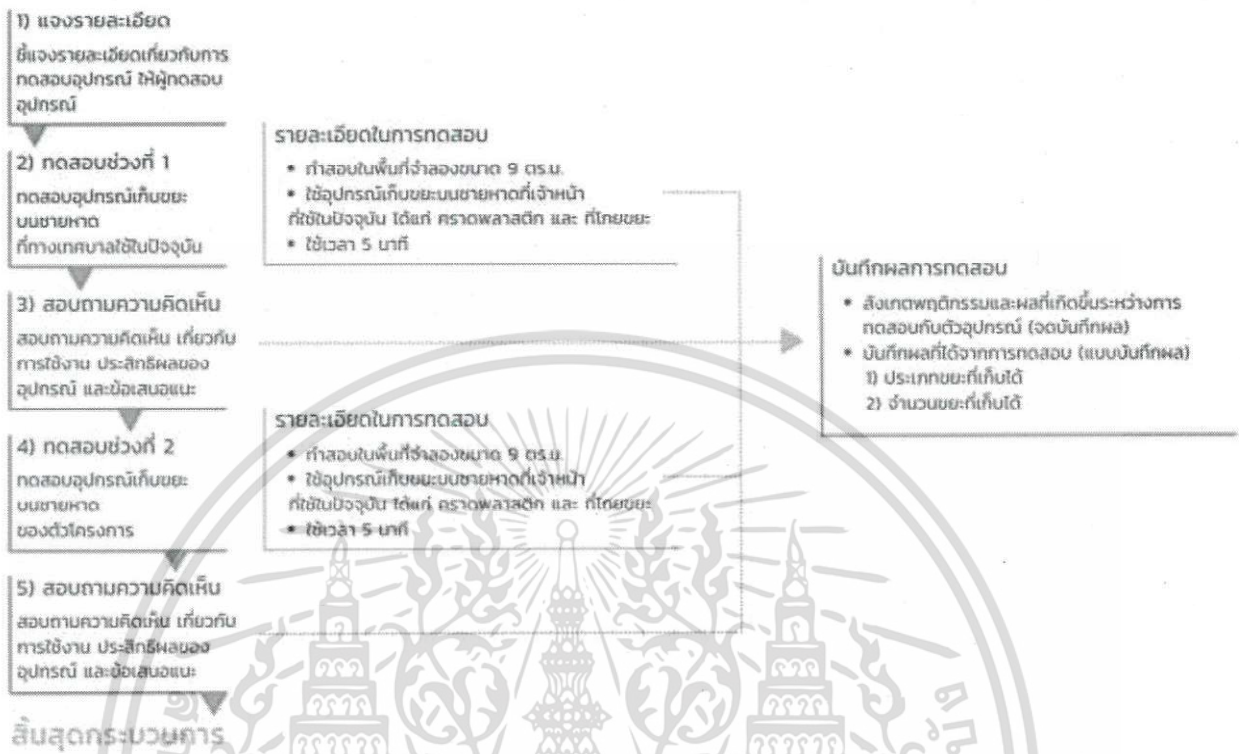 1) แจงรายละเอียด
ชี้แจงรายละเอียดเกี่ยวกับการ
ทดสอบอุปกรณ์ ให้ผู้ทดสอบ
อุปกรณ์
2) ทดสอบช่วงที่ 1
ทดสอบอุปกรณ์เก็บขยะ
บนชายหาด
ที่ทางเทศบาลใช้ในปัจจุบัน
รายละเอียดในการทดสอบ
• ทำสอบในพื้นที่จำลองขนาด 9 ตร.ม.
• ใช้อุปกรณ์เก็บขยะบนชายหาดที่เจ้าหน้า
ที่ใช้ในปัจจุบัน ได้แก่ คราดพลาสติก และ ที่โกยขยะ
• ใช้เวลา 5 นาที
3) สอบถามความคิดเห็น
สอบถามความคิดเห็น เกี่ยวกับ
การใช้งาน ประสิทธิผลของ
อุปกรณ์ และข้อเสนอแนะ
4) ทดสอบช่วงที่ 2
ทดสอบอุปกรณ์เก็บขยะ
บนชายหาด
ของตัวโครงการ
รายละเอียดในการทดสอบ
• ทำสอบในพื้นที่จำลองขนาด 9 ตร.ม.
• ใช้อุปกรณ์เก็บขยะบนชายหาดที่เจ้าหน้า
ที่ใช้ในปัจจุบัน ได้แก่ คราดพลาสติก และ ที่โกยขยะ
• ใช้เวลา 5 นาที
5) สอบถามความคิดเห็น
สอบถามความคิดเห็น เกี่ยวกับ
การใช้งาน ประสิทธิผลของ
อุปกรณ์ และข้อเสนอแนะ
สิ้นสุดกระบวนการ
บันทึกผลการทดสอบ
• สังเกตพฤติกรรมและผลที่เกิดขึ้นระหว่างการ
ทดสอบกับตัวอุปกรณ์ (จดบันทึกผล)
• บันทึกผลที่ได้จากการทดสอบ (แบบบันทึกผล)
1) ประเภทขยะที่เก็บได้
2) จำนวนขยะที่เก็บได้